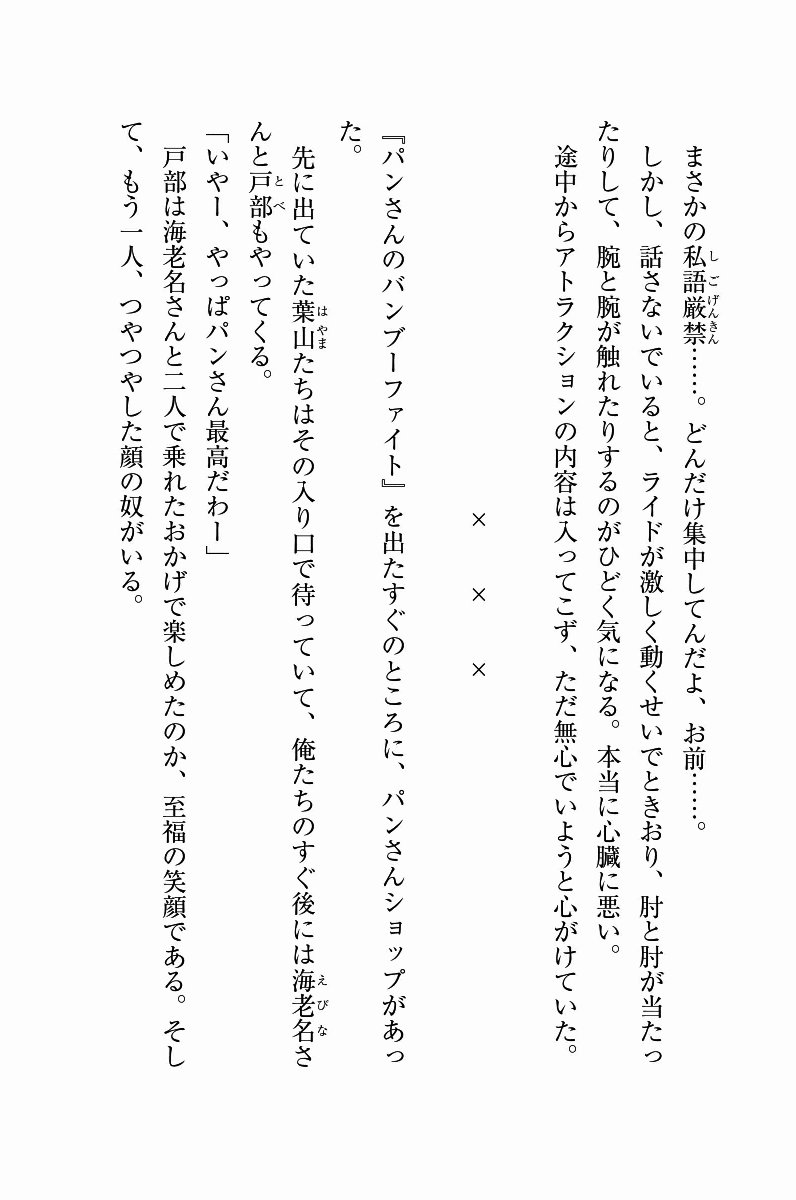 まさかの私語厳禁……。どんだけ集中してんだよ、お前……。
しかし、話さないでいると、ライドが激しく動くせいでときおり、肘と肘が当たっ
たりして、腕と腕が触れたりするのがひどく気になる。本当に心臓に悪い。
途中からアトラクションの内容は入ってこず、ただ無心でいようと心がけていた。
×　×　×
『パンさんのバンブーファイト』を出たすぐのところに、パンさんショップがあっ
た。
先に出ていた葉山たちはその入り口で待っていて、俺たちのすぐ後には海老名さ
んと戸部もやってくる。
「いやー、やっぱパンさん最高だわー」
戸部は海老名さんと二人で乗れたおかげで楽しめたのか、至福の笑顔である。そし
て、もう一人、つやつやした顔の奴がいる。